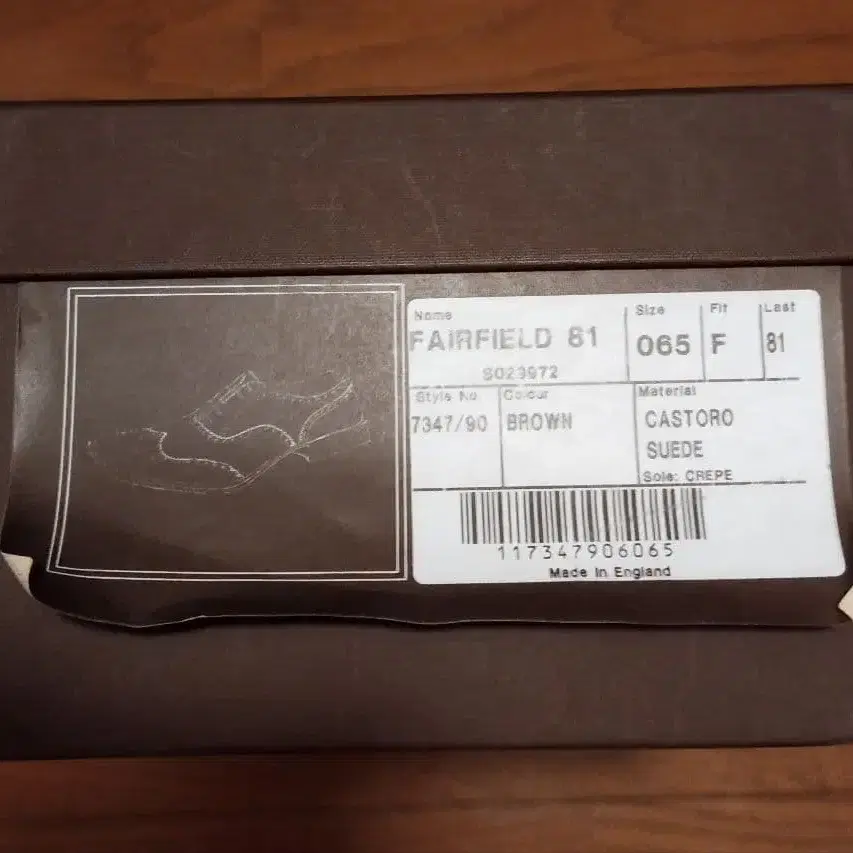 Name Size Fit Last
FAIRFIELD 81 065 F 81
S023972
Style No Colour Material
7347/90 BROWN CASTORO
SUEDE
Sole: CREPE
117347906065
Made in England